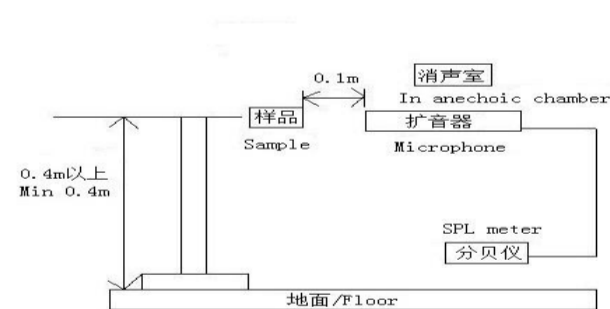 消声室
0.1m
In anechoic chamber
样品
扩音器
Sample
Microphone
0.4m以上
Min 0.4m
SPL meter
分贝仪
地面/Floor